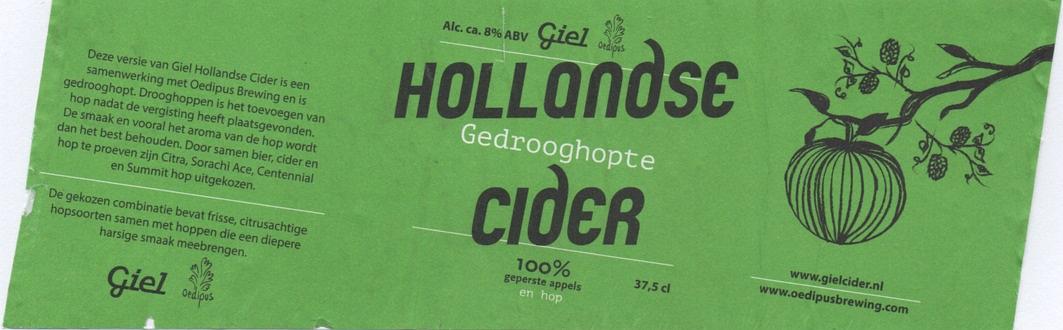 Deze versie van Giel Hollandse Cider is een
samenwerking met Oedipus Brewing en is
gedrooghopt. Drooghoppen is het toevoegen van
hop nadat de vergisting heeft plaatsgevonden.
De smaak en vooral het aroma van de hop wordt
dan het best behouden. Door samen bier, cider en
hop te proeven zijn Citra, Sorachi Ace, Centennial
en Summit hop uitgekozen.
De gekozen combinatie bevat frisse, citrusachtige
hopsoorten samen met hoppen die een diepere
harsige smaak meebrengen.
Giel Oedipus
Alc. ca. 8% ABV Giel Oedipus
HOLLANDSE
Gedrooghopte
CIDER
100%
geperste appels
en hop
37,5 cl
www.gielcider.nl
www.oedipusbrewing.com